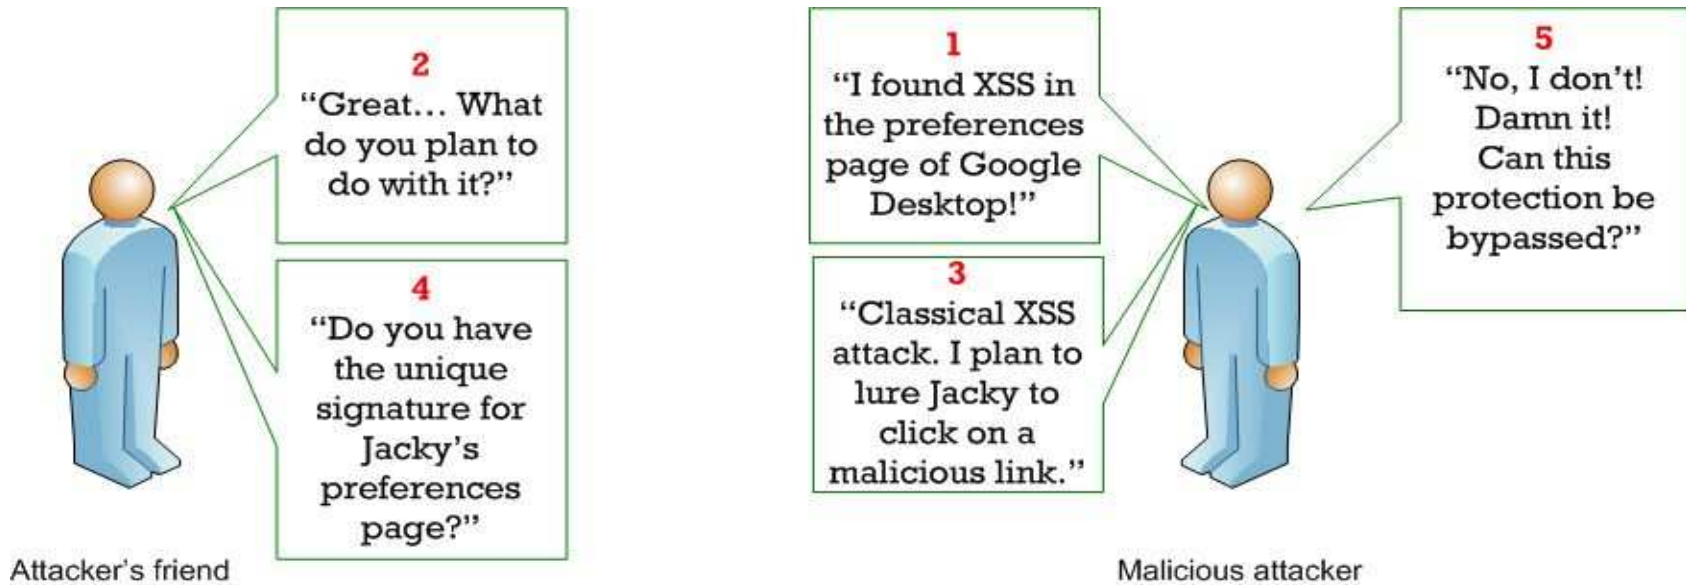 2
“Great... What
do you plan to
do with it?”
4
“Do you have
the unique
signature for
Jacky’s
preferences
page?”
Attacker’s friend
1
“I found XSS in
the preferences
page of Google
Desktop!”
3
“Classical XSS
attack. I plan to
lure Jacky to
click on a
malicious link.”
5
“No, I don’t!
Damn it!
Can this
protection be
bypassed?”
Malicious attacker